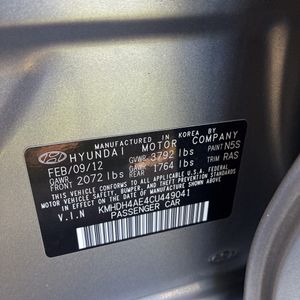 MANUFACTURED IN KOREA BY
HYUNDAI MOTOR COMPANY
FEB/09/12 GVWR 3792 lbs PAINT N5S
GAWR FRONT 2072 lbs GAWR REAR 1764 lbs TRIM RAS
THIS VEHICLE CONFORMS TO ALL APPLICABLE U.S. FEDERAL
MOTOR VEHICLE SAFETY, BUMPER, AND THEFT PREVENTION
STANDARDS IN EFFECT ON THE DATE OF MANUFACTURE
SHOWN ABOVE.
V.I.N KMHDH4AE4CU449041
PASSENGER CAR